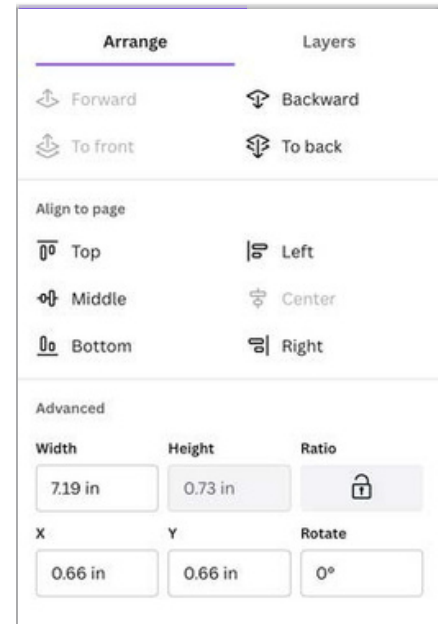 Arrange Layers
Forward Backward
To front To back
Align to page
Top Left
Middle Center
Bottom Right
Advanced
Width Height Ratio
7.19 in 0.73 in
X Y Rotate
0.66 in 0.66 in 0°